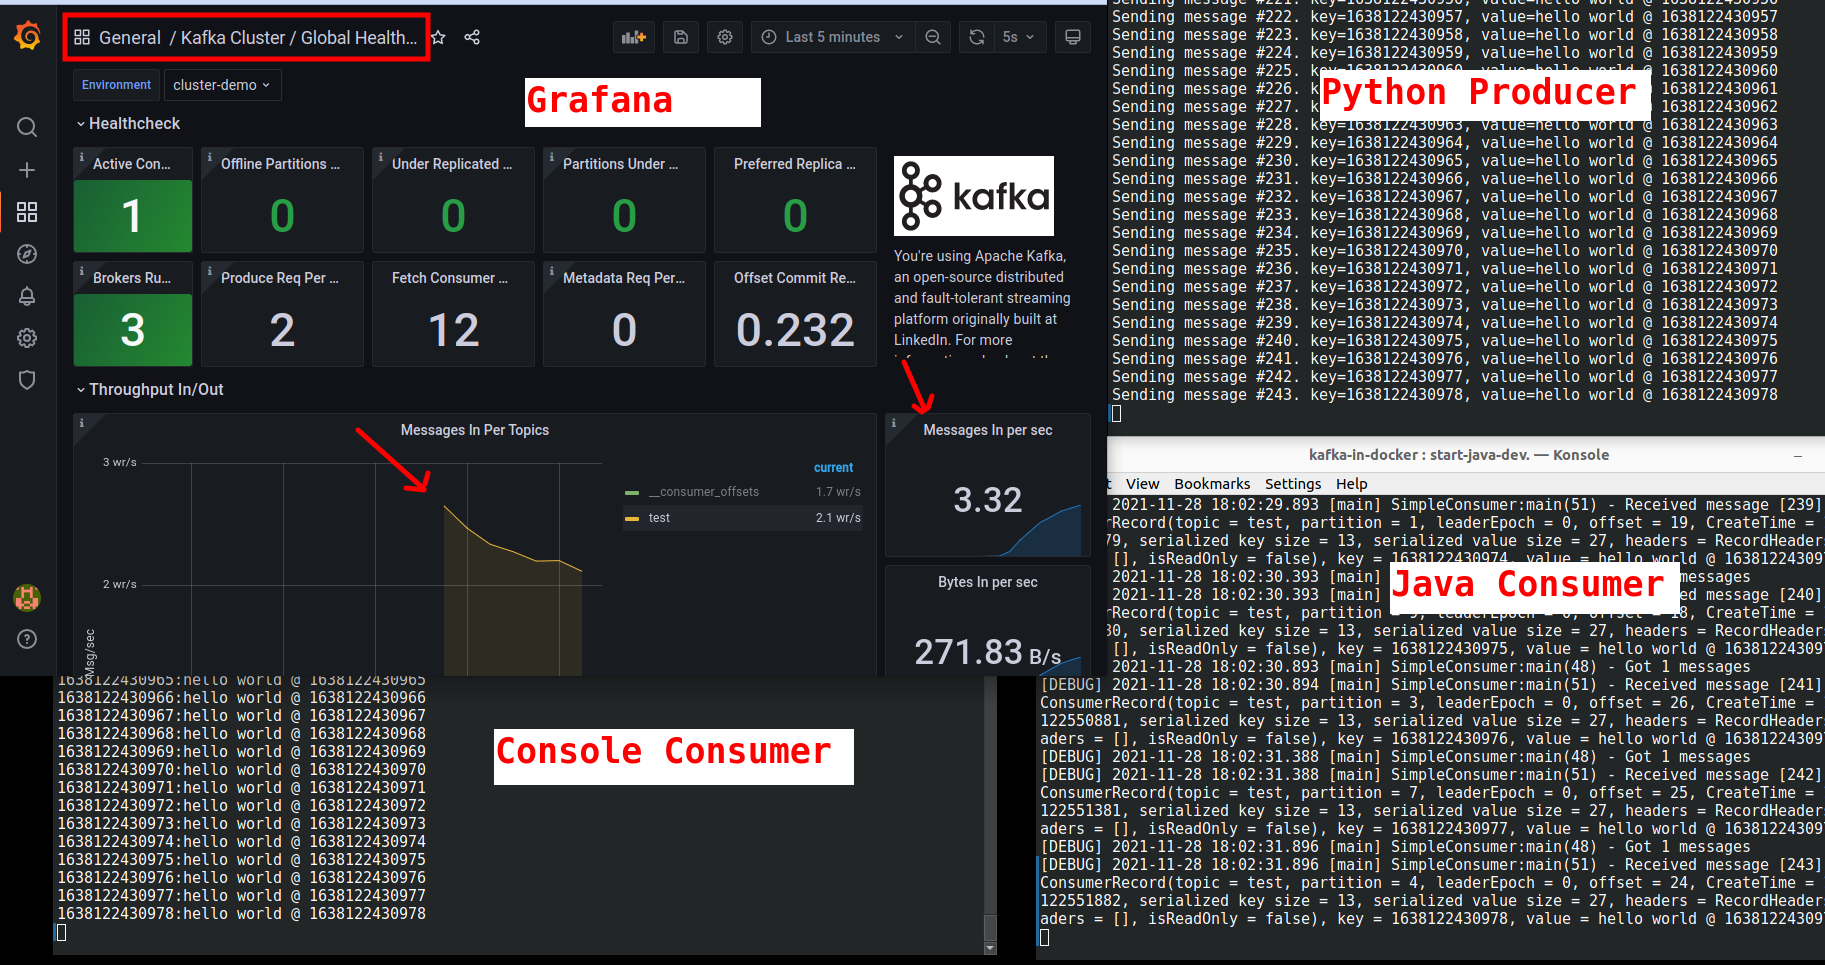 General / Kafka Cluster / Global Health...
Last 5 minutes
5s
Environment
cluster-demo
Grafana
Healthcheck
Active Con...
1
Offline Partitions ...
0
Under Replicated ...
0
Partitions Under ...
0
Preferred Replica ...
0
Brokers Ru...
3
Produce Req Per ...
2
Fetch Consumer ...
12
Metadata Req Per...
0
Offset Commit Re...
0.232
kafka
You're using Apache Kafka,
an open-source distributed
and fault-tolerant streaming
platform originally built at
LinkedIn. For more
Throughput In/Out
Messages In Per Topics
3 wr/s
2 wr/s
Msg/sec
current
__consumer_offsets 1.7 wr/s
test 2.1 wr/s
Messages In per sec
3.32
Bytes In per sec
271.83 B/s
Python Producer
Sending message #222. key=1638122430957, value=hello world @ 1638122430957
Sending message #223. key=1638122430958, value=hello world @ 1638122430958
Sending message #224. key=1638122430959, value=hello world @ 1638122430959
Sending message #225. @ 1638122430960
Sending message #226. @ 1638122430961
Sending message #227. @ 1638122430962
Sending message #228. key=1638122430963, value=hello world @ 1638122430963
Sending message #229. key=1638122430964, value=hello world @ 1638122430964
Sending message #230. key=1638122430965, value=hello world @ 1638122430965
Sending message #231. key=1638122430966, value=hello world @ 1638122430966
Sending message #232. key=1638122430967, value=hello world @ 1638122430967
Sending message #233. key=1638122430968, value=hello world @ 1638122430968
Sending message #234. key=1638122430969, value=hello world @ 1638122430969
Sending message #235. key=1638122430970, value=hello world @ 1638122430970
Sending message #236. key=1638122430971, value=hello world @ 1638122430971
Sending message #237. key=1638122430972, value=hello world @ 1638122430972
Sending message #238. key=1638122430973, value=hello world @ 1638122430973
Sending message #239. key=1638122430974, value=hello world @ 1638122430974
Sending message #240. key=1638122430975, value=hello world @ 1638122430975
Sending message #241. key=1638122430976, value=hello world @ 1638122430976
Sending message #242. key=1638122430977, value=hello world @ 1638122430977
Sending message #243. key=1638122430978, value=hello world @ 1638122430978
kafka-in-docker : start-java-dev. — Konsole
t View Bookmarks Settings Help
2021-11-28 18:02:29.893 [main] SimpleConsumer:main(51) - Received message [239]
rRecord(topic = test, partition = 1, leaderEpoch = 0, offset = 19, CreateTime =
79, serialized key size = 13, serialized value size = 27, headers = RecordHeader
[], isReadOnly = false), key = 1638122430974, value = hello world @ 163812243097
2021-11-28 18:02:30.393 [main] messages
2021-11-28 18:02:30.393 [main] ved message [240]
rRecord(topic = test, partition = 9, leaderEpoch = 0, offset = 18, CreateTime =
80, serialized key size = 13, serialized value size = 27, headers = RecordHeader
[], isReadOnly = false), key = 1638122430975, value = hello world @ 163812243097
2021-11-28 18:02:30.893 [main] SimpleConsumer:main(48) - Got 1 messages
[DEBUG] 2021-11-28 18:02:30.894 [main] SimpleConsumer:main(51) - Received message [241]
ConsumerRecord(topic = test, partition = 3, leaderEpoch = 0, offset = 26, CreateTime =
122550881, serialized key size = 13, serialized value size = 27, headers = RecordHeader
aders = [], isReadOnly = false), key = 1638122430976, value = hello world @ 163812243097
[DEBUG] 2021-11-28 18:02:31.388 [main] SimpleConsumer:main(48) - Got 1 messages
[DEBUG] 2021-11-28 18:02:31.388 [main] SimpleConsumer:main(51) - Received message [242]
ConsumerRecord(topic = test, partition = 7, leaderEpoch = 0, offset = 25, CreateTime =
122551381, serialized key size = 13, serialized value size = 27, headers = RecordHeader
aders = [], isReadOnly = false), key = 1638122430977, value = hello world @ 163812243097
[DEBUG] 2021-11-28 18:02:31.896 [main] SimpleConsumer:main(48) - Got 1 messages
[DEBUG] 2021-11-28 18:02:31.896 [main] SimpleConsumer:main(51) - Received message [243]
ConsumerRecord(topic = test, partition = 4, leaderEpoch = 0, offset = 24, CreateTime =
122551882, serialized key size = 13, serialized value size = 27, headers = RecordHeader
aders = [], isReadOnly = false), key = 1638122430978, value = hello world @ 163812243097
Java Consumer
1638122430965:hello world @ 1638122430965
1638122430966:hello world @ 1638122430966
1638122430967:hello world @ 1638122430967
1638122430968:hello world @ 1638122430968
1638122430969:hello world @ 1638122430969
1638122430970:hello world @ 1638122430970
1638122430971:hello world @ 1638122430971
1638122430972:hello world @ 1638122430972
1638122430973:hello world @ 1638122430973
1638122430974:hello world @ 1638122430974
1638122430975:hello world @ 1638122430975
1638122430976:hello world @ 1638122430976
1638122430977:hello world @ 1638122430977
1638122430978:hello world @ 1638122430978
Console Consumer